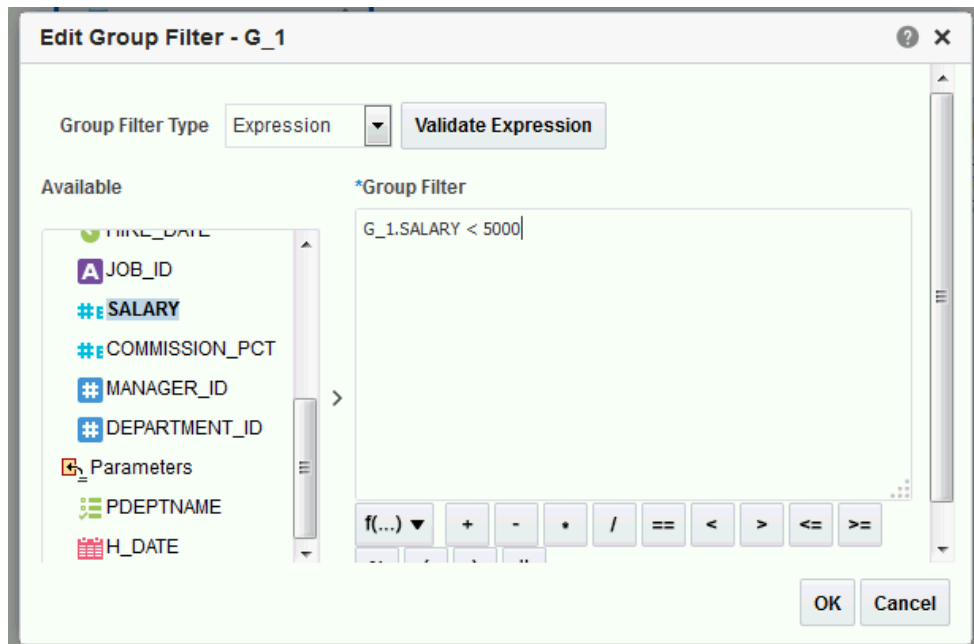 Edit Group Filter - G_1
Group Filter Type Expression Validate Expression
Available
*Group Filter
HIRE_DATE
JOB_ID
SALARY
COMMISSION_PCT
MANAGER_ID
DEPARTMENT_ID
Parameters
PDEPTNAME
H_DATE
G_1.SALARY < 5000
f(...) + - * / == < > <= >=
OK Cancel